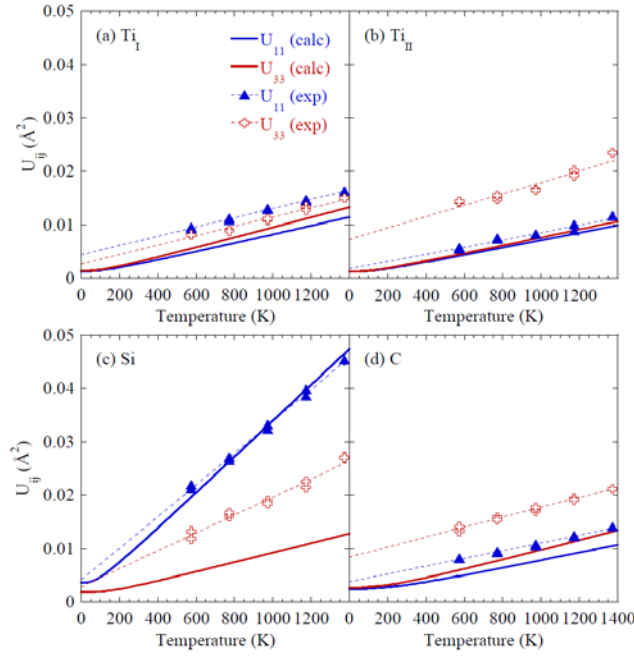 0.05
0.04
0.03
0.02
0.01
0
U_ij (Å²)
(a) Ti_I
U_11 (calc)
U_33 (calc)
U_11 (exp)
U_33 (exp)
(b) Ti_II
0 200 400 600 800 1000 1200
Temperature (K)
0 200 400 600 800 1000 1200
Temperature (K)
0.05
0.04
0.03
0.02
0.01
0
U_ij (Å²)
(c) Si
(d) C
0 200 400 600 800 1000 1200
Temperature (K)
0 200 400 600 800 1000 1200 1400
Temperature (K)